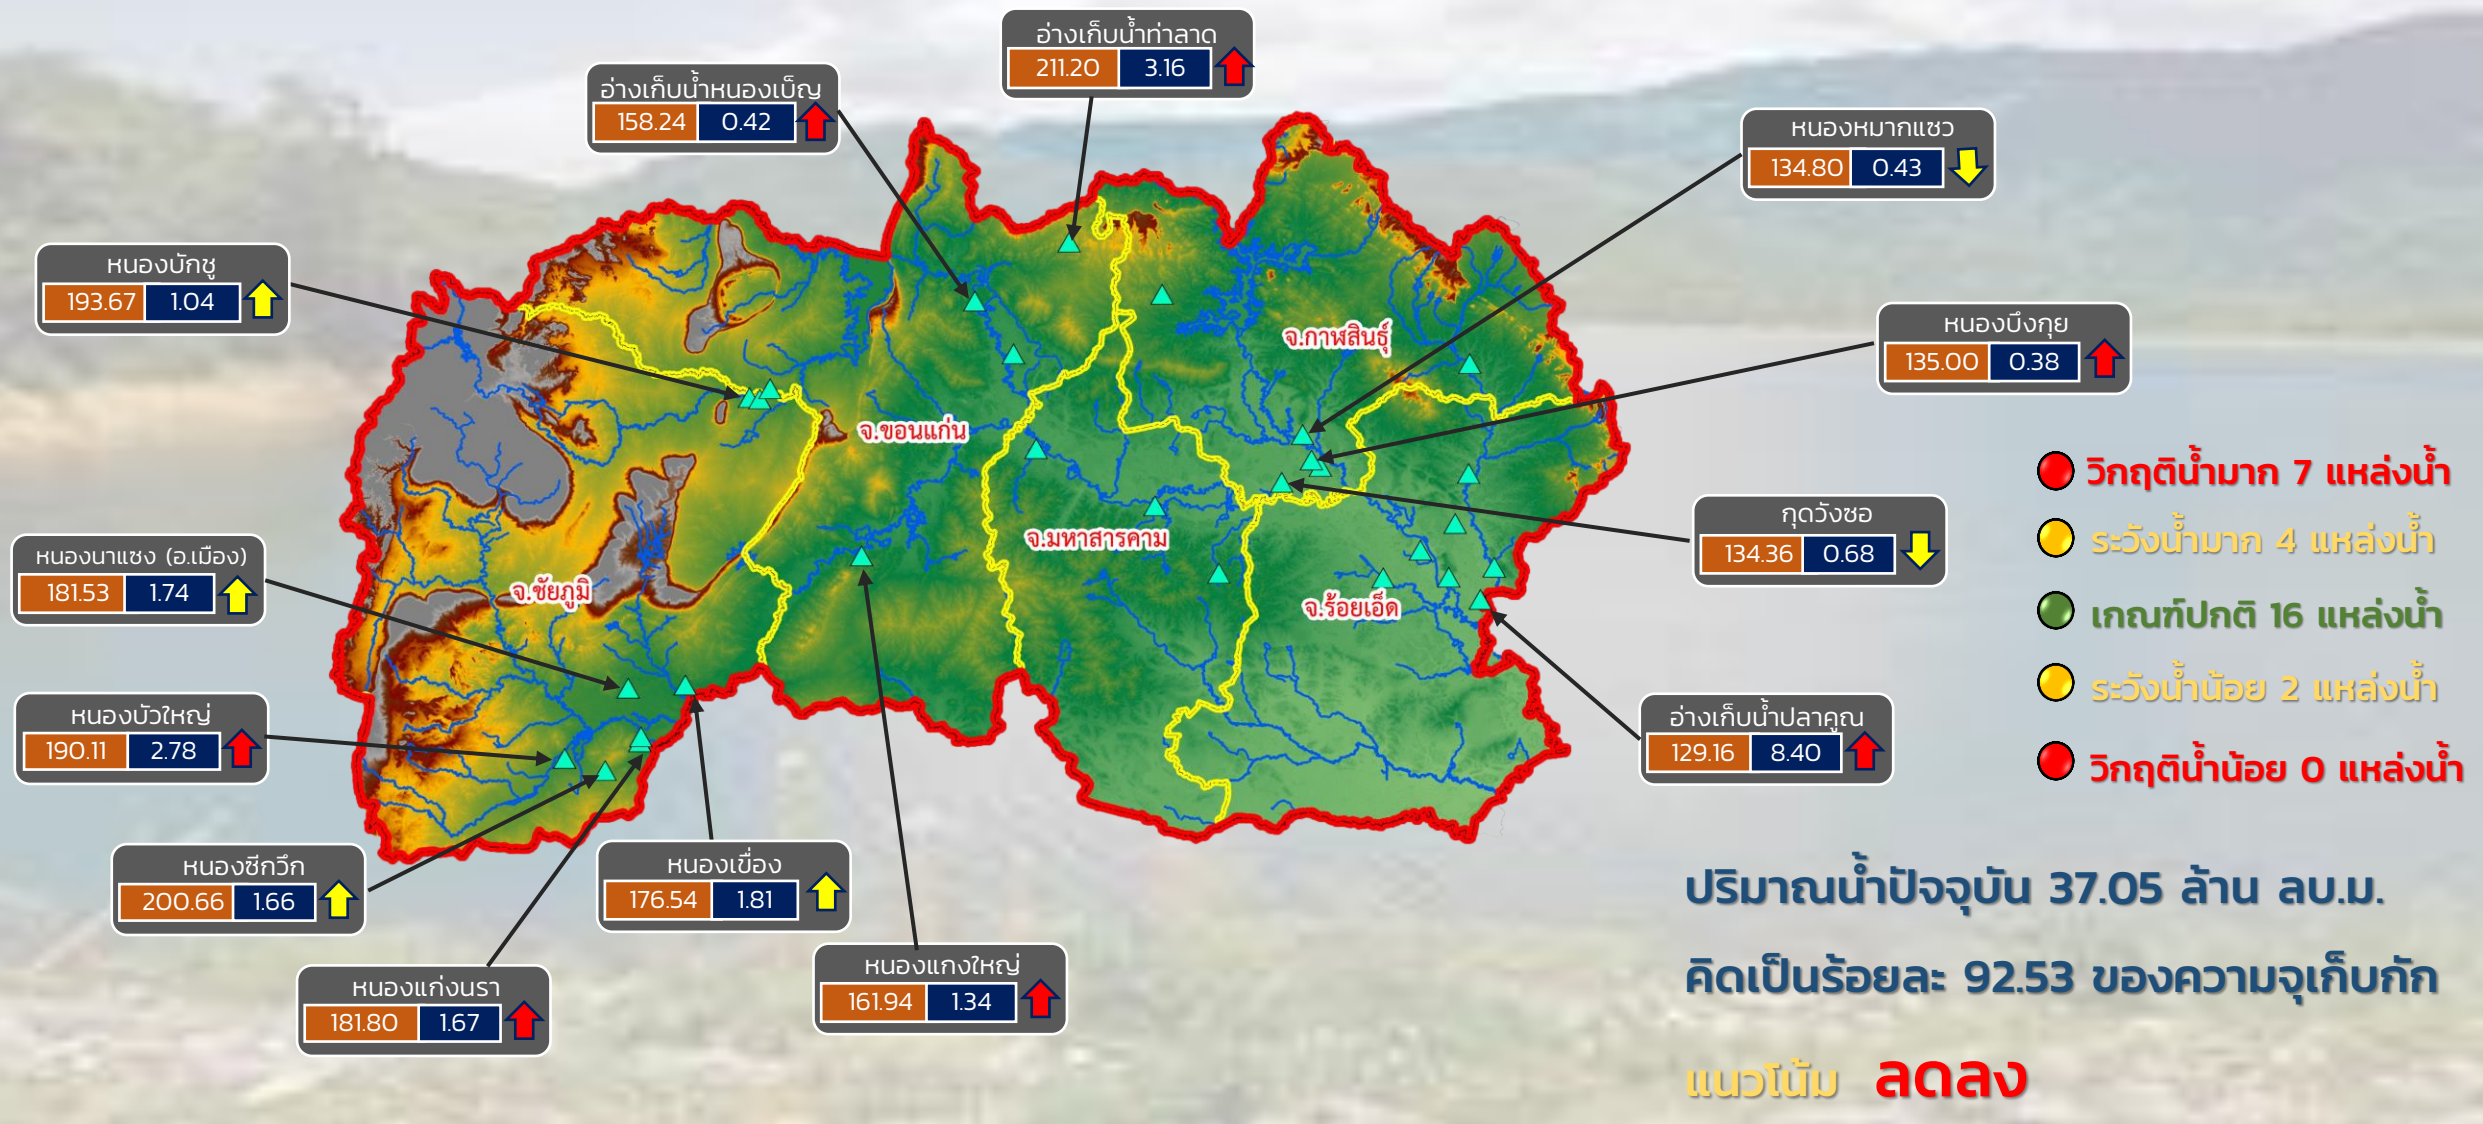 อ่างเก็บน้ำท่าลาด
211.20 3.16
อ่างเก็บน้ำหนองเบ็ญ
158.24 0.42
หนองหมากแซว
134.80 0.43
หนองบักชู
193.67 1.04
หนองบึงกุย
135.00 0.38
จ.กาฬสินธุ์
จ.ขอนแก่น
จ.มหาสารคาม
จ.ชัยภูมิ
จ.ร้อยเอ็ด
กุดวังซอ
134.36 0.68
หนองนาแซง (อ.เมือง)
181.53 1.74
หนองบัวใหญ่
190.11 2.78
อ่างเก็บน้ำปลาคูณ
129.16 8.40
หนองซีกวึก
200.66 1.66
หนองเขื่อง
176.54 1.81
หนองแก่งนรา
181.80 1.67
หนองแกงใหญ่
161.94 1.34
วิกฤติน้ำมาก 7 แหล่งน้ำ
ระวังน้ำมาก 4 แหล่งน้ำ
เกณฑ์ปกติ 16 แหล่งน้ำ
ระวังน้ำน้อย 2 แหล่งน้ำ
วิกฤติน้ำน้อย 0 แหล่งน้ำ
ปริมาณน้ำปัจจุบัน 37.05 ล้าน ลบ.ม.
คิดเป็นร้อยละ 92.53 ของความจุเก็บกัก
แนวโน้ม ลดลง